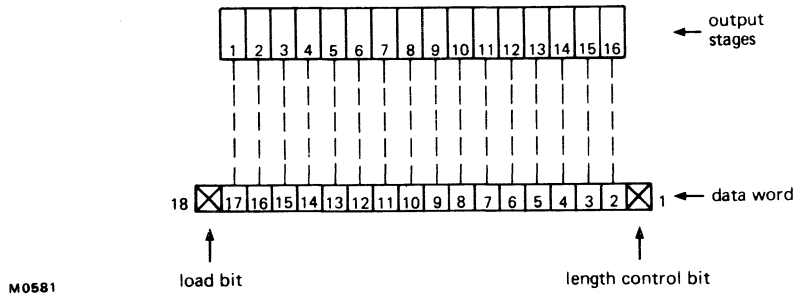 output
stages
1 2 3 4 5 6 7 8 9 10 11 12 13 14 15 16
18 17 16 15 14 13 12 11 10 9 8 7 6 5 4 3 2 1 data word
load bit length control bit
M0581